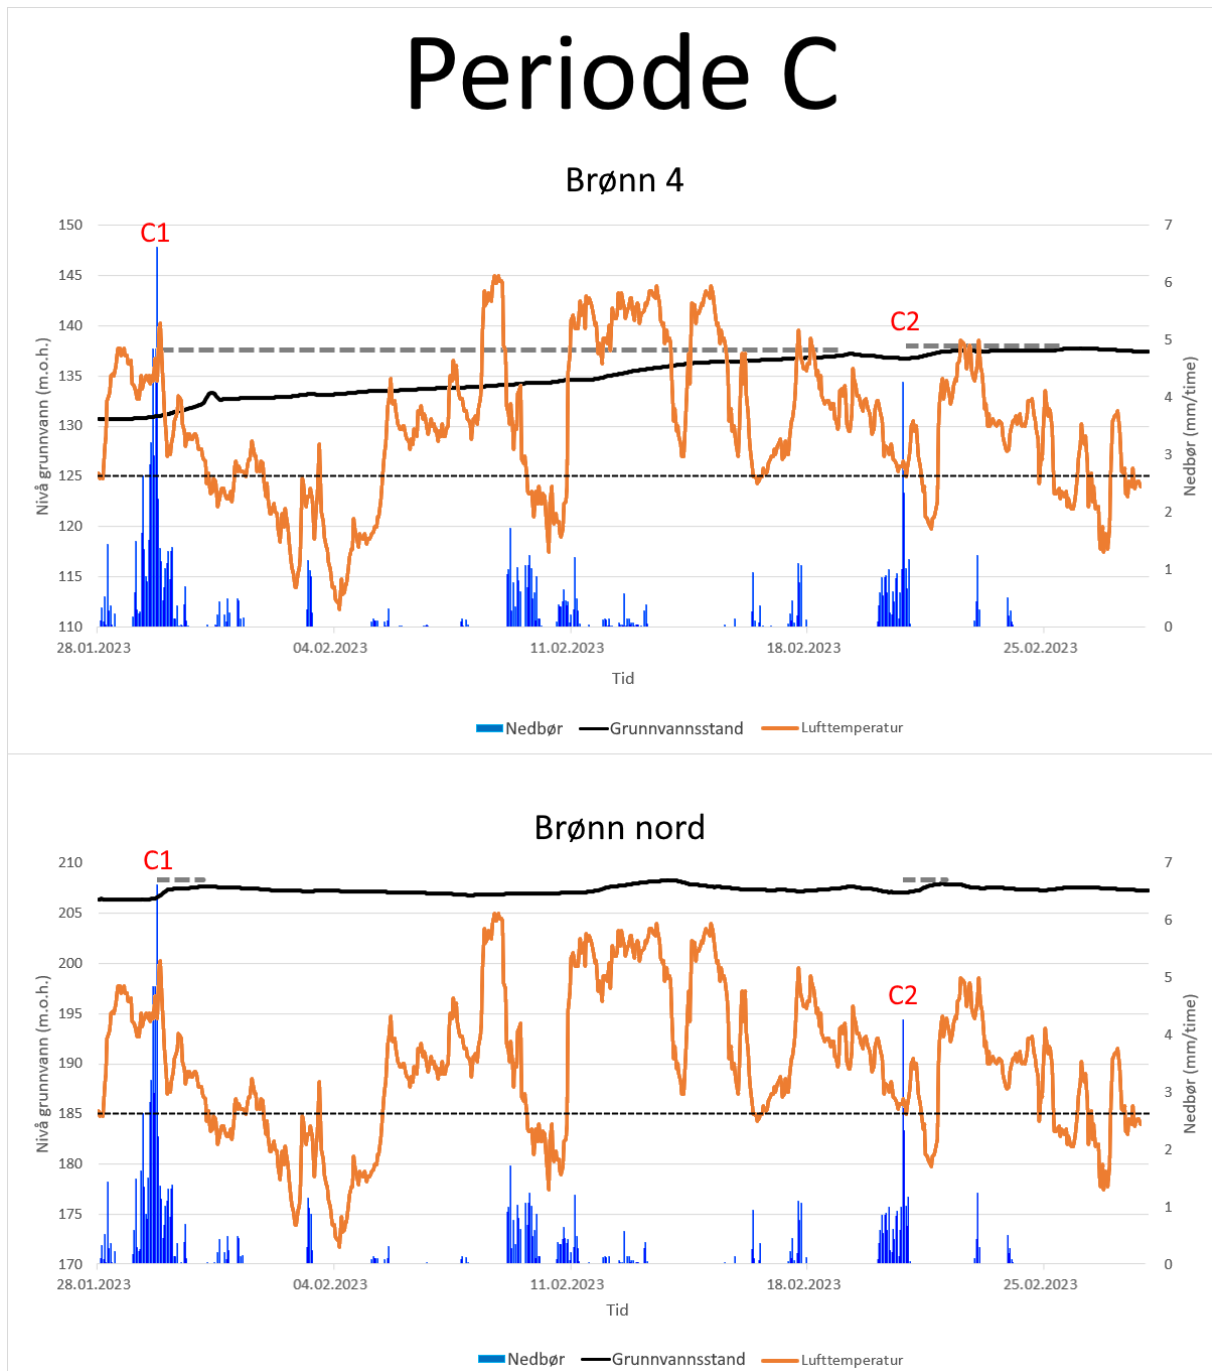 Periode C
Brønn 4
150
145
140
135
130
125
120
115
110
7
6
5
4
3
2
1
0
Nivå grunnvann (m.o.h.)
Nedbør (mm/time)
C1
C2
28.01.2023 04.02.2023 11.02.2023 18.02.2023 25.02.2023
Tid
Nedbør Grunnvannsstand Lufttemperatur
Brønn nord
210
205
200
195
190
185
180
175
170
7
6
5
4
3
2
1
0
Nivå grunnvann (m.o.h.)
Nedbør (mm/time)
C1
C2
28.01.2023 04.02.2023 11.02.2023 18.02.2023 25.02.2023
Tid
Nedbør Grunnvannsstand Lufttemperatur